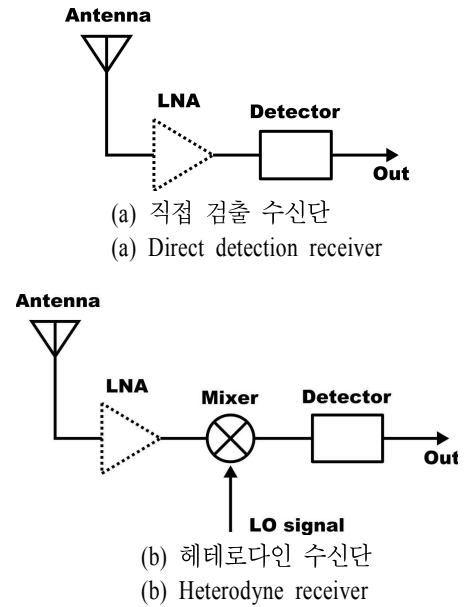 Antenna
LNA
Detector
Out
(a) 직접 검출 수신단
(a) Direct detection receiver
Antenna
LNA
Mixer
Detector
Out
LO signal
(b) 헤테로다인 수신단
(b) Heterodyne receiver